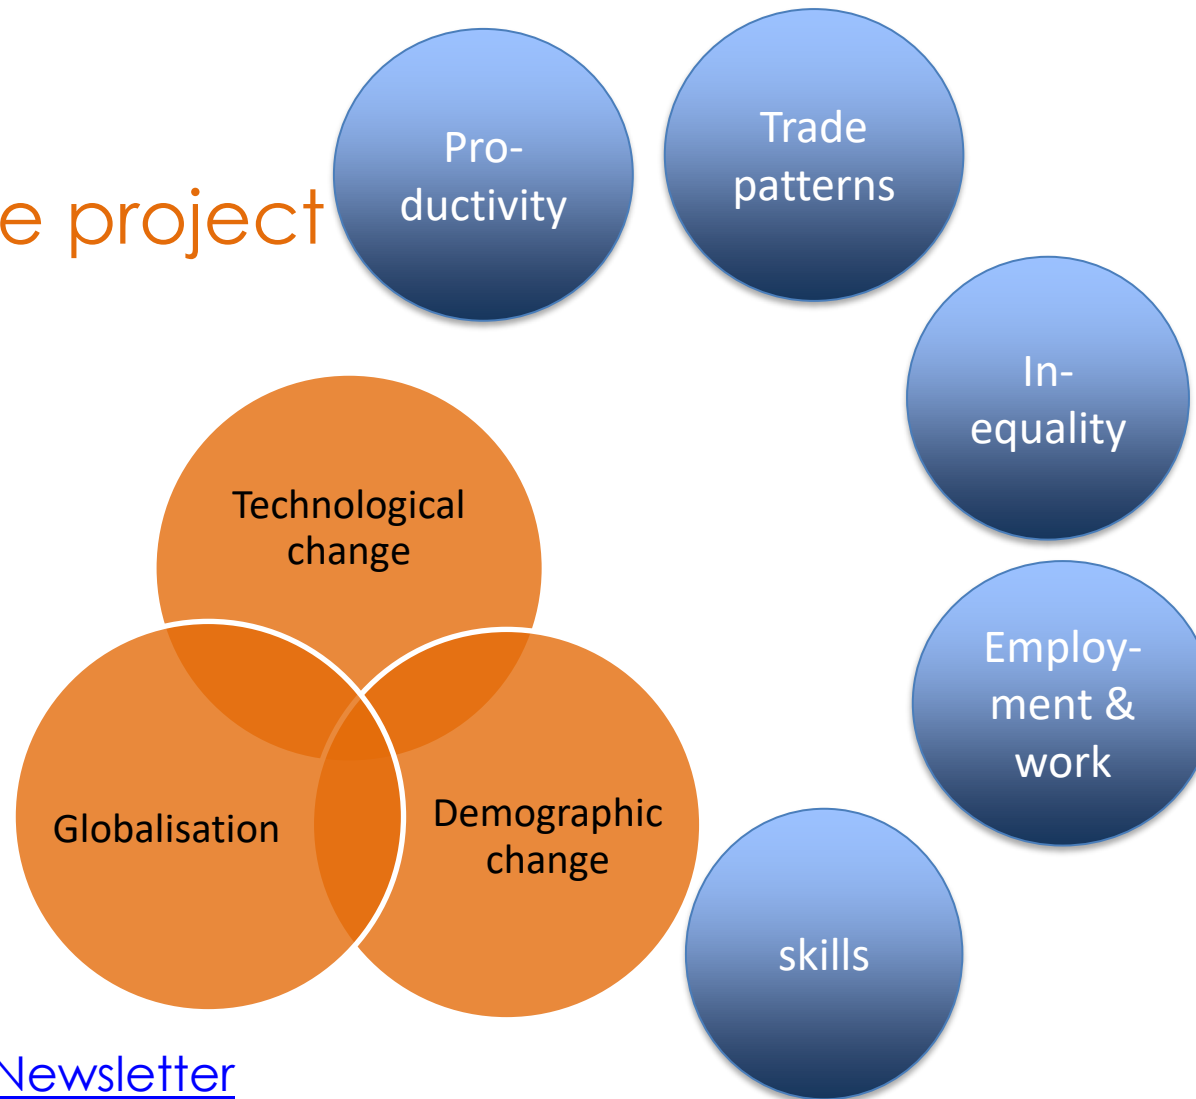 e project
Pro-
ductivity
Trade
patterns
In-
equality
Technological
change
Employ-
ment &
work
Globalisation
Demographic
change
skills
Newsletter